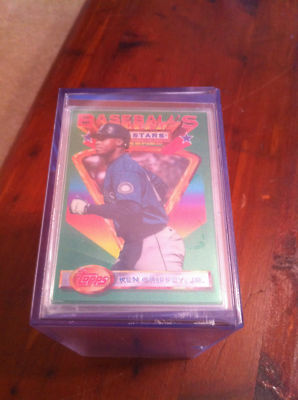 BASEBALL'S
STARS
Topps
KEN GRIFFEY, JR.